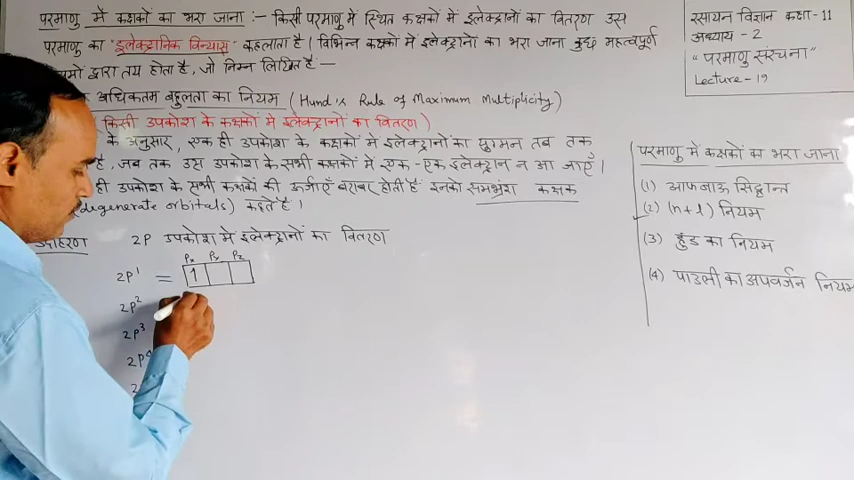 परमाणु में कक्षकों का भरा जाना :- किसी परमाणु में स्थित कक्षकों में इलेक्ट्रानों का वितरण उस
परमाणु का "इलेक्ट्रानिक विन्यास" कहलाता है। विभिन्न कक्षकों में इलेक्ट्रानों का भरा जाना कुछ महत्वपूर्ण
द्वारा तय होता है, जो निम्न लिखित हैं —
अधिकतम बहुलता का नियम (Hund's Rule of Maximum Multiplicity)
किसी उपकोश के कक्षकों में इलेक्ट्रानों का वितरण)
के अनुसार, एक ही उपकोश के कक्षकों में इलेक्ट्रानों का युग्मन तब तक
है, जब तक उस उपकोश के सभी कक्षकों में एक-एक इलेक्ट्रान न आ जाएँ।
ही उपकोश के सभी कक्षकों की ऊर्जाएँ बराबर होती हैं इनको समभ्रंश कक्षक
(degenerate orbitals) कहते है।
उदाहरण 2P उपकोश में इलेक्ट्रानों का वितरण
Px Py Pz
2P¹ = 1
2P²
2P³
2P⁴
रसायन विज्ञान कक्षा-11
अध्याय - 2
"परमाणु संरचना"
Lecture - 19
परमाणु में कक्षकों का भरा जाना
(1) आफबाऊ सिद्वान्त
(2) (n+l) नियम
(3) हुंड का नियम
(4) पाउली का अपवर्जन नियम